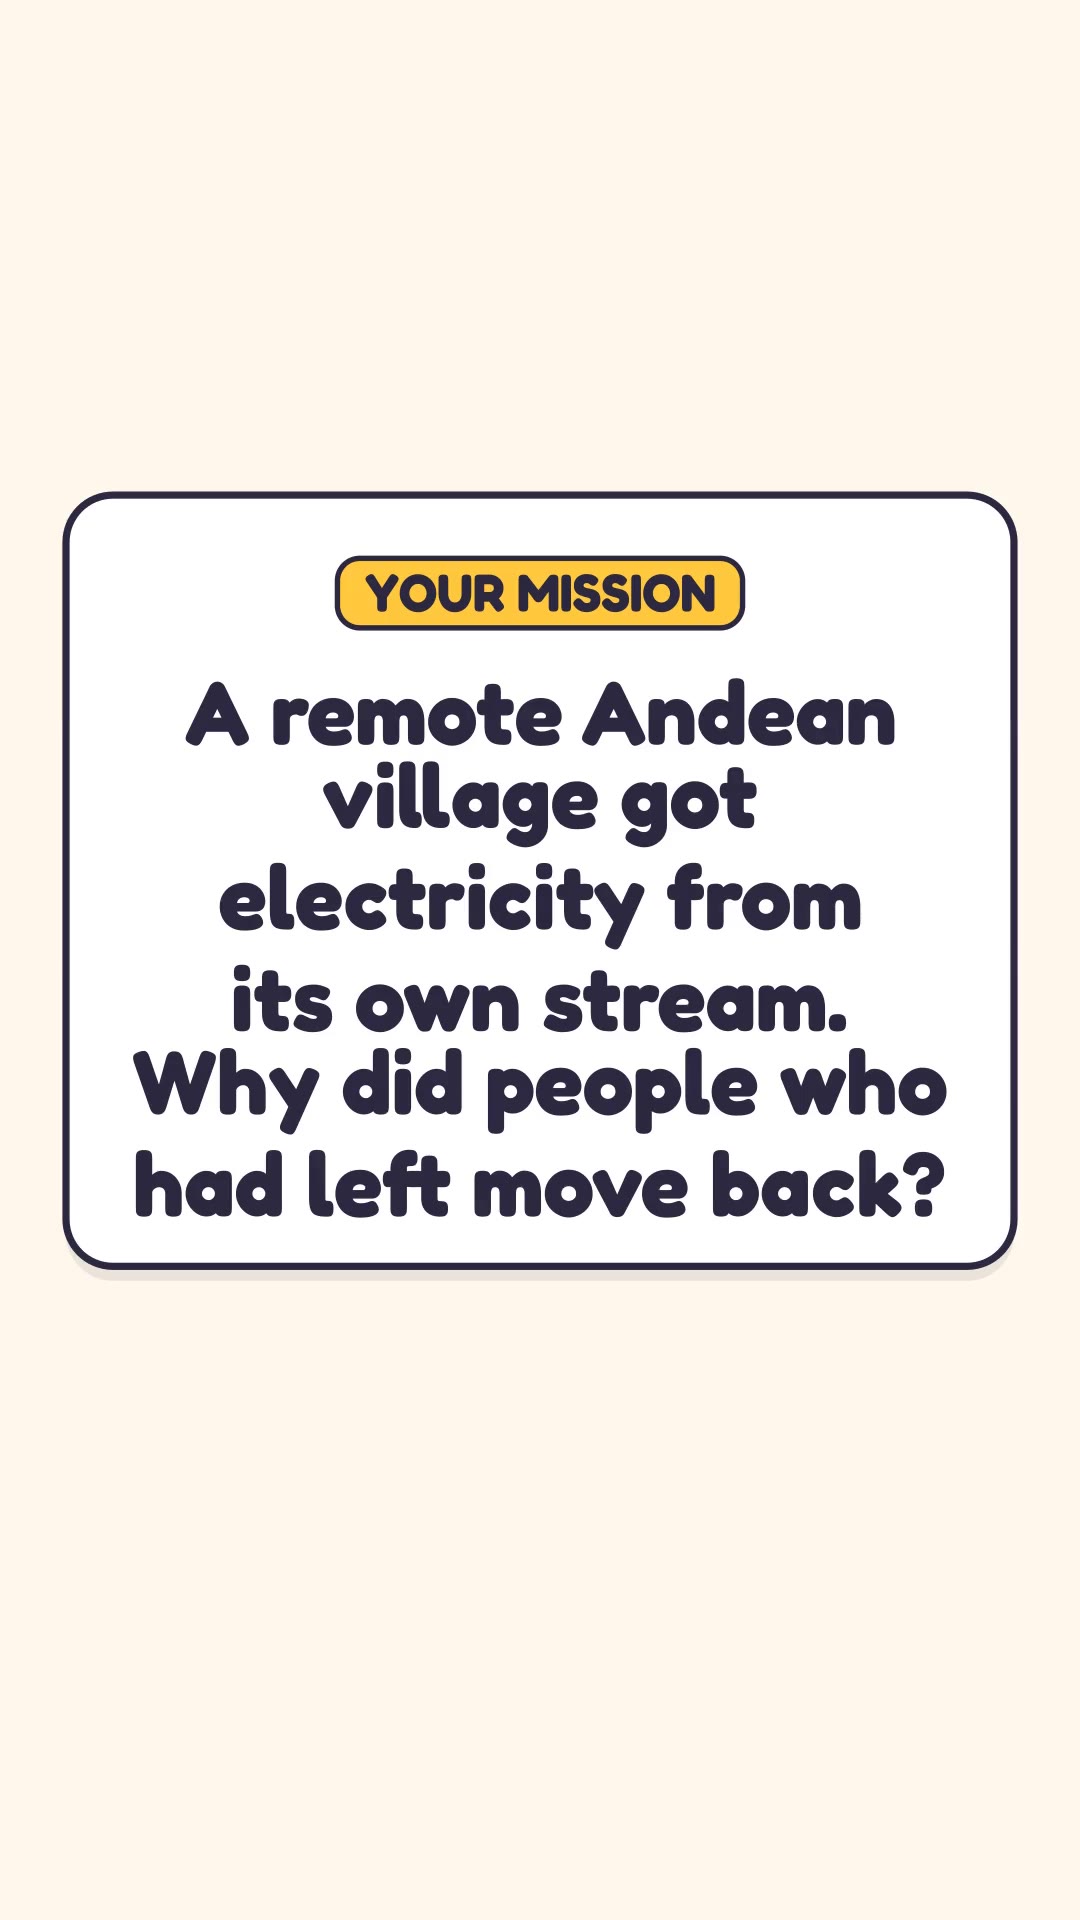 YOUR MISSION
A remote Andean
village got
electricity from
its own stream.
Why did people who
had left move back?